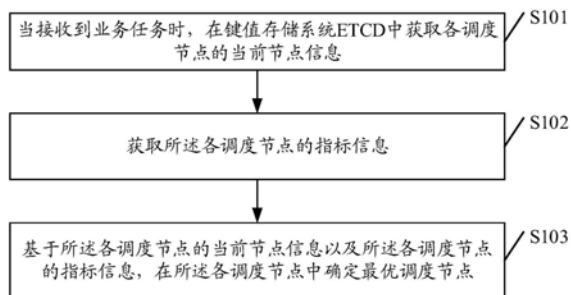 当接收到业务任务时，在键值存储系统ETCD中获取各调度
节点的当前节点信息
S101
获取所述各调度节点的指标信息
S102
基于所述各调度节点的当前节点信息以及所述各调度节点
的指标信息，在所述各调度节点中确定最优调度节点
S103